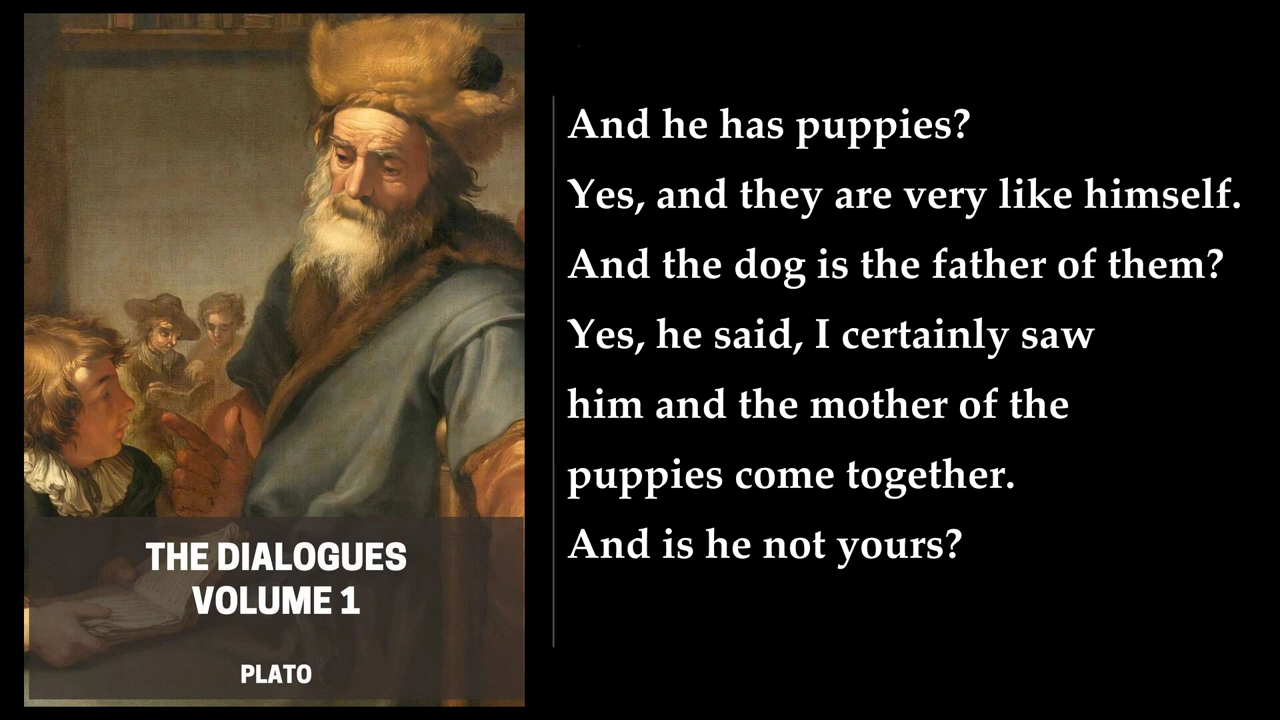 THE DIALOGUES
VOLUME 1
PLATO
And he has puppies?
Yes, and they are very like himself.
And the dog is the father of them?
Yes, he said, I certainly saw
him and the mother of the
puppies come together.
And is he not yours?